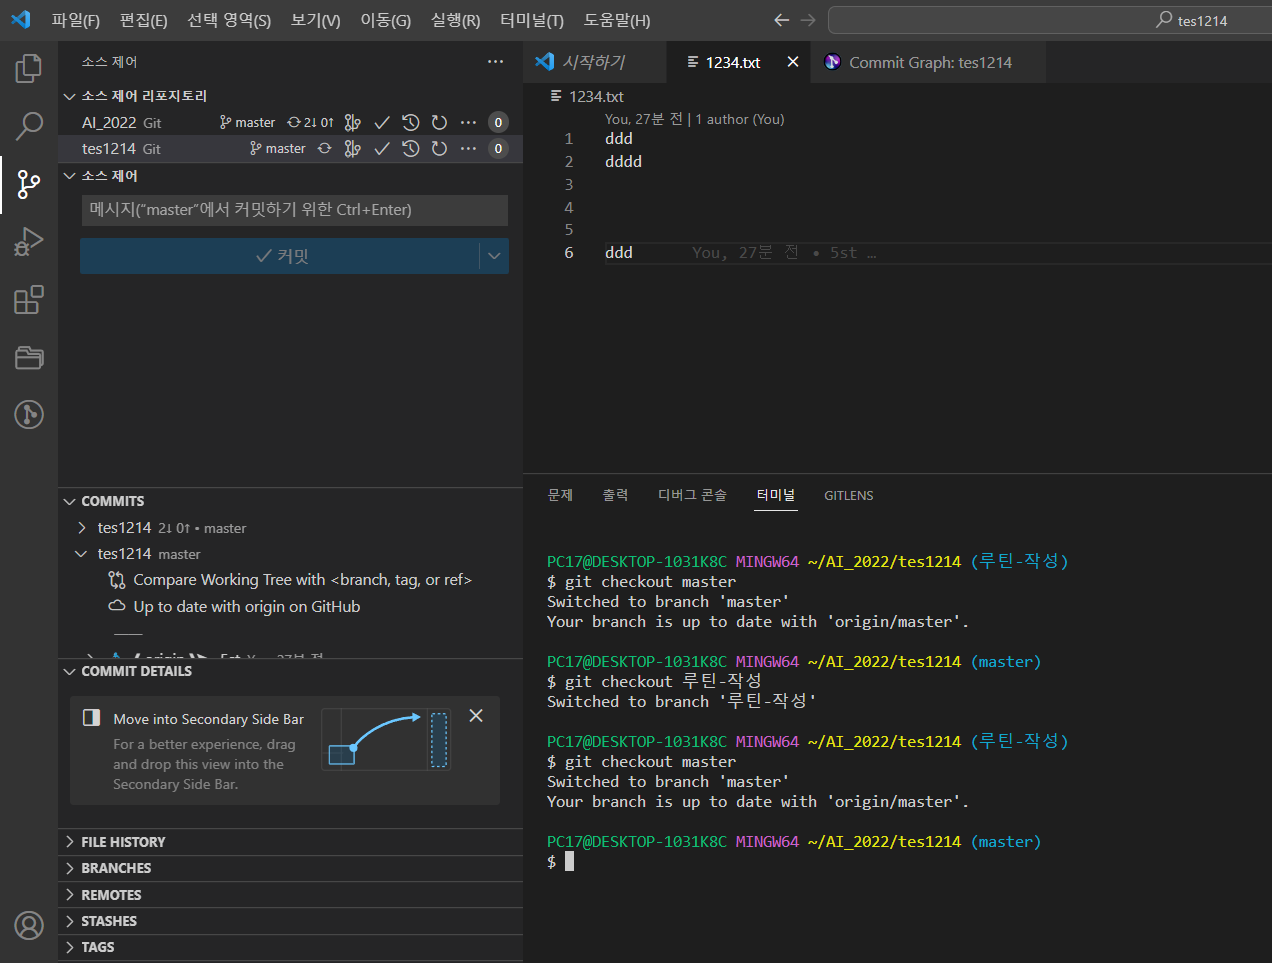 파일(F) 편집(E) 선택 영역(S) 보기(V) 이동(G) 실행(R) 터미널(T) 도움말(H) tes1214
소스 제어 ···
소스 제어 리포지토리
AI_2022 Git master 2↓ 0↑ ··· 0
tes1214 Git master ··· 0
소스 제어
메시지("master"에서 커밋하기 위한 Ctrl+Enter)
커밋
COMMITS
tes1214 2↓ 0↑ • master
tes1214 master
Compare Working Tree with <branch, tag, or ref>
Up to date with origin on GitHub
COMMIT DETAILS
Move into Secondary Side Bar
For a better experience, drag
and drop this view into the
Secondary Side Bar.
FILE HISTORY
BRANCHES
REMOTES
STASHES
TAGS
시작하기 1234.txt Commit Graph: tes1214
1234.txt
You, 27분 전 | 1 author (You)
1 ddd
2 dddd
3
4
5
6 ddd You, 27분 전 • 5st …
문제 출력 디버그 콘솔 터미널 GITLENS
PC17@DESKTOP-1031K8C MINGW64 ~/AI_2022/tes1214 (루틴-작성)
$ git checkout master
Switched to branch 'master'
Your branch is up to date with 'origin/master'.
PC17@DESKTOP-1031K8C MINGW64 ~/AI_2022/tes1214 (master)
$ git checkout 루틴-작성
Switched to branch '루틴-작성'
PC17@DESKTOP-1031K8C MINGW64 ~/AI_2022/tes1214 (루틴-작성)
$ git checkout master
Switched to branch 'master'
Your branch is up to date with 'origin/master'.
PC17@DESKTOP-1031K8C MINGW64 ~/AI_2022/tes1214 (master)
$